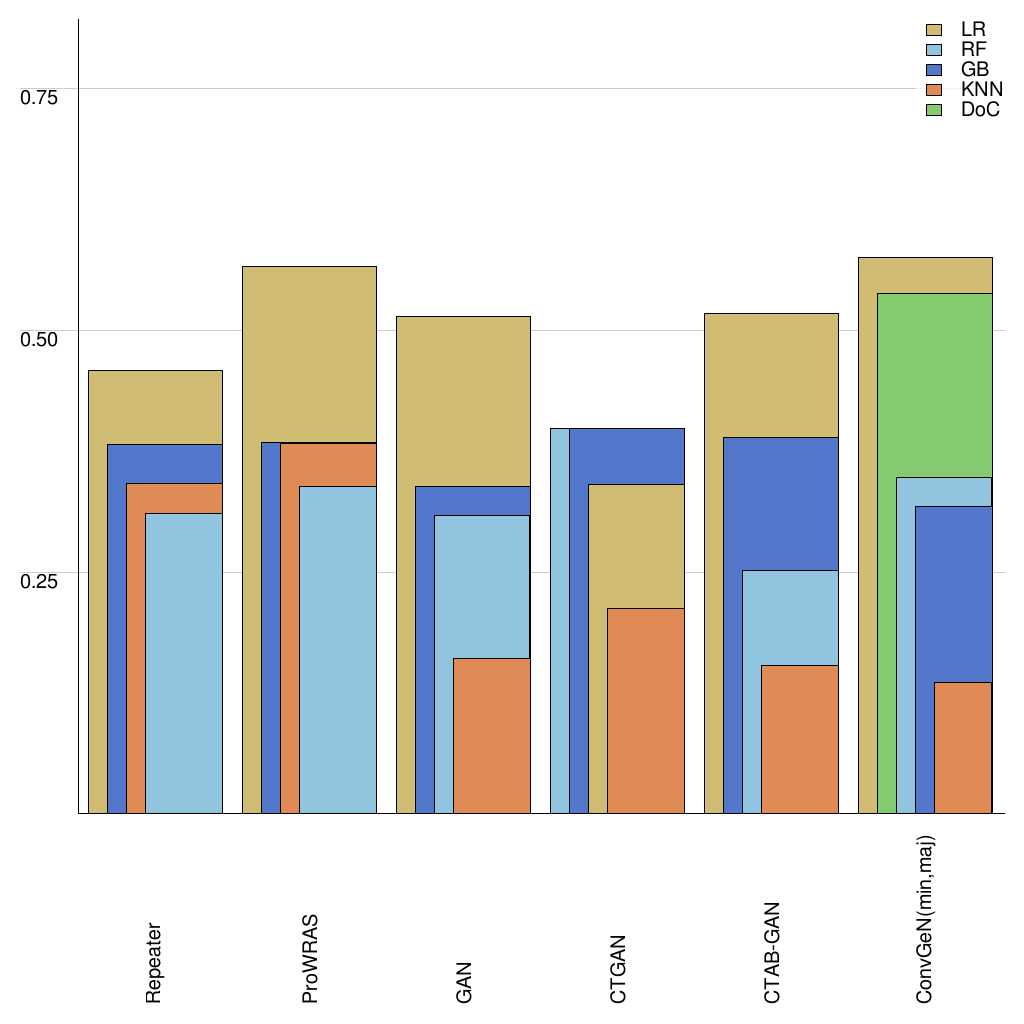 LR
RF
GB
KNN
DoC
0.75
0.50
0.25
Repeater
ProWRAS
GAN
CTGAN
CTAB-GAN
ConvGeN(min,maj)